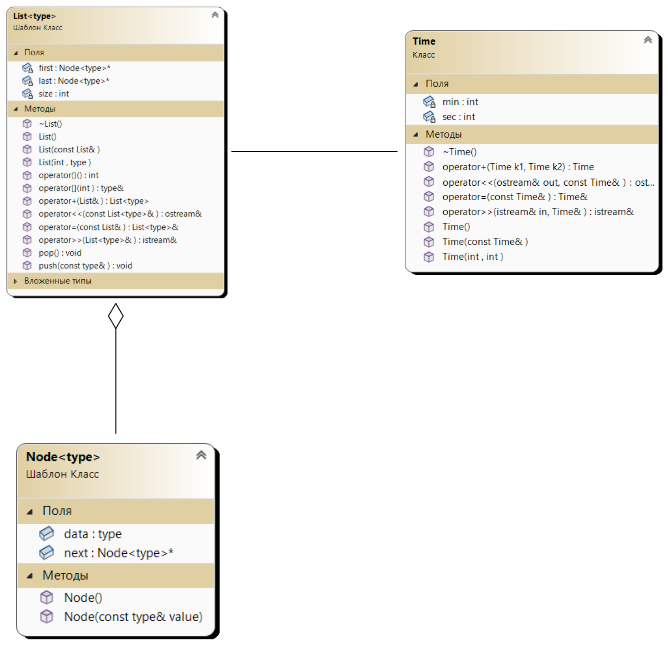 List<type>
Шаблон Класс
Поля
first : Node<type>*
last : Node<type>*
size : int
Методы
~List()
List()
List(const List& )
List(int , type )
operator()() : int
operator[](int ) : type&
operator+(List& ) : List<type>
operator<<(const List<type>& ) : ostream&
operator=(const List& ) : List<type>&
operator>>(List<type>& ) : istream&
pop() : void
push(const type& ) : void
Вложенные типы
Time
Класс
Поля
min : int
sec : int
Методы
~Time()
operator+(Time k1, Time k2) : Time
operator<<(ostream& out, const Time& ) : ost...
operator=(const Time& ) : Time&
operator>>(istream& in, Time& ) : istream&
Time()
Time(const Time& )
Time(int , int )
Node<type>
Шаблон Класс
Поля
data : type
next : Node<type>*
Методы
Node()
Node(const type& value)